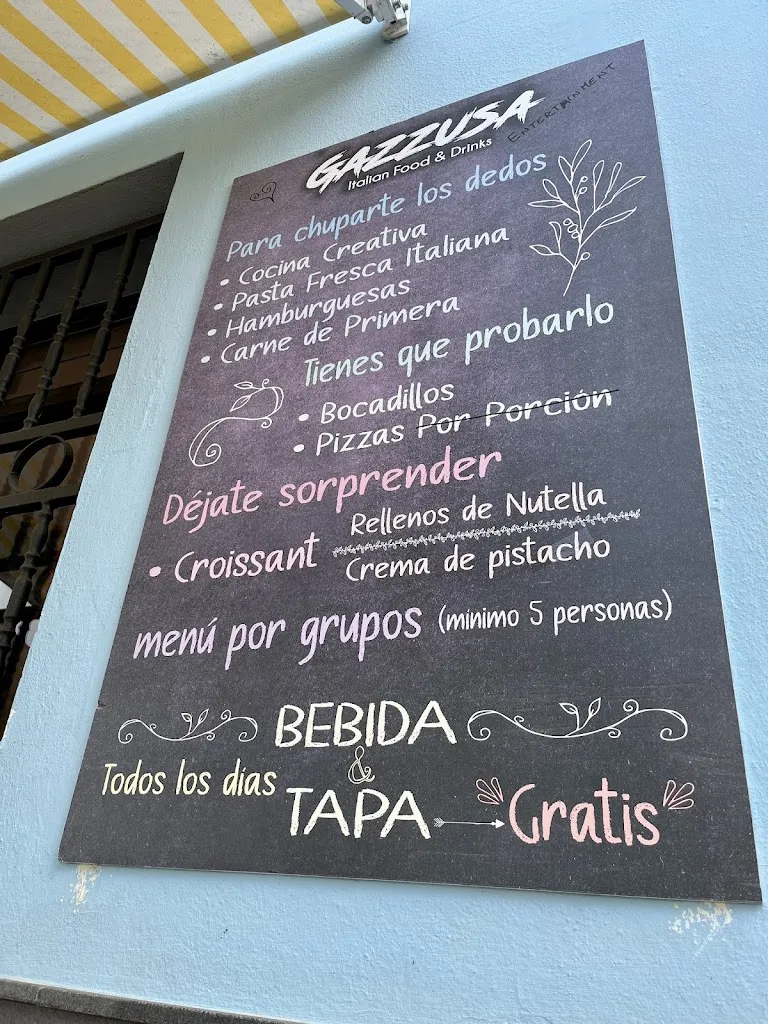 GAZZUSA
ENTERTAINMENT
Italian Food & Drinks
Para chuparte los dedos
• Cocina Creativa
• Pasta Fresca Italiana
• Hamburguesas
• Carne de Primera
Tienes que probarlo
• Bocadillos
• Pizzas Por Porción
Déjate sorprender
• Croissant
Rellenos de Nutella
Crema de pistacho
menú por grupos (mínimo 5 personas)
BEBIDA
&
Todos los días
TAPA
Gratis